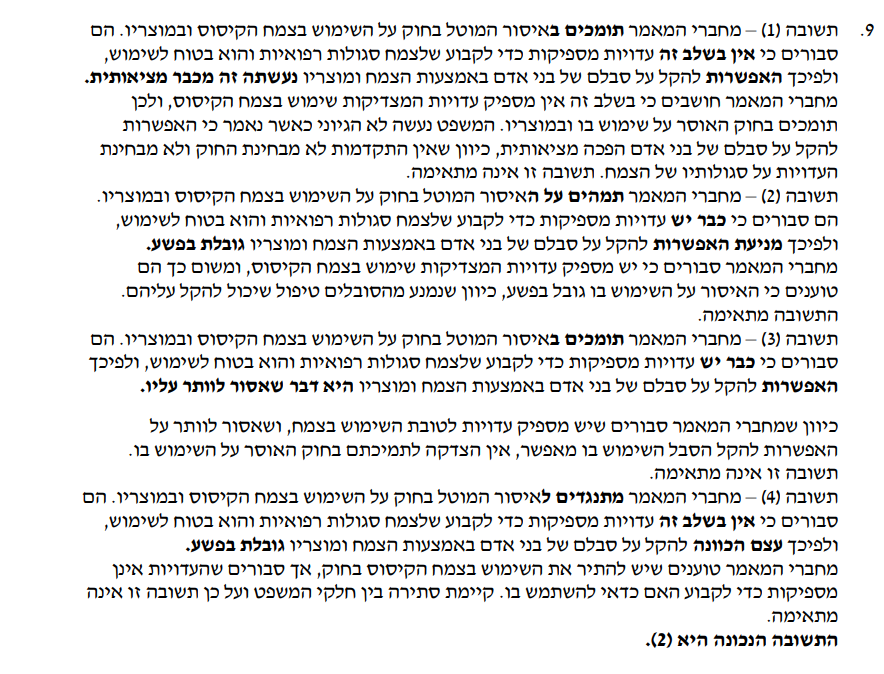 9. תשובה (1) – מחברי המאמר תומכים באיסור המוטל בחוק על השימוש בצמח הקיסוס ובמוצריו. הם
סבורים כי אין בשלב זה עדויות מספיקות כדי לקבוע שלצמח סגולות רפואיות והוא בטוח לשימוש,
ולפיכך האפשרות להקל על סבלם של בני אדם באמצעות הצמח ומוצריו נעשתה זה מכבר מציאותית.
מחברי המאמר חושבים כי בשלב זה אין מספיק עדויות המצדיקות שימוש בצמח הקיסוס, ולכן
תומכים בחוק האוסר על שימוש בו ובמוצריו. המשפט נעשה לא הגיוני כאשר נאמר כי האפשרות
להקל על סבלם של בני אדם הפכה מציאותית, כיוון שאין התקדמות לא מבחינת החוק ולא מבחינת
העדויות על סגולותיו של הצמח. תשובה זו אינה מתאימה.
תשובה (2) – מחברי המאמר תמהים על האיסור המוטל בחוק על השימוש בצמח הקיסוס ובמוצריו.
הם סבורים כי כבר יש עדויות מספיקות כדי לקבוע שלצמח סגולות רפואיות והוא בטוח לשימוש,
ולפיכך מניעת האפשרות להקל על סבלם של בני אדם באמצעות הצמח ומוצריו גובלת בפשע.
מחברי המאמר סבורים כי יש מספיק עדויות המצדיקות שימוש בצמח הקיסוס, ומשום כך הם
טוענים כי האיסור על השימוש בו גובל בפשע, כיוון שנמנע מהסובלים טיפול שיכול להקל עליהם.
התשובה מתאימה.
תשובה (3) – מחברי המאמר תומכים באיסור המוטל בחוק על השימוש בצמח הקיסוס ובמוצריו. הם
סבורים כי כבר יש עדויות מספיקות כדי לקבוע שלצמח סגולות רפואיות והוא בטוח לשימוש, ולפיכך
האפשרות להקל על סבלם של בני אדם באמצעות הצמח ומוצריו היא דבר שאסור לוותר עליו.
כיוון שמחברי המאמר סבורים שיש מספיק עדויות לטובת השימוש בצמח, ושאסור לוותר על
האפשרות להקל הסבל השימוש בו מאפשר, אין הצדקה לתמיכתם בחוק האוסר על השימוש בו.
תשובה זו אינה מתאימה.
תשובה (4) – מחברי המאמר מתנגדים לאיסור המוטל בחוק על השימוש בצמח הקיסוס ובמוצריו. הם
סבורים כי אין בשלב זה עדויות מספיקות כדי לקבוע שלצמח סגולות רפואיות והוא בטוח לשימוש,
ולפיכך עצם הכוונה להקל על סבלם של בני אדם באמצעות הצמח ומוצריו גובלת בפשע.
מחברי המאמר טוענים שיש להתיר את השימוש בצמח הקיסוס בחוק, אך סבורים שהעדויות אינן
מספיקות כדי לקבוע האם כדאי להשתמש בו. קיימת סתירה בין חלקי המשפט ועל כן תשובה זו אינה
מתאימה.
התשובה הנכונה היא (2).